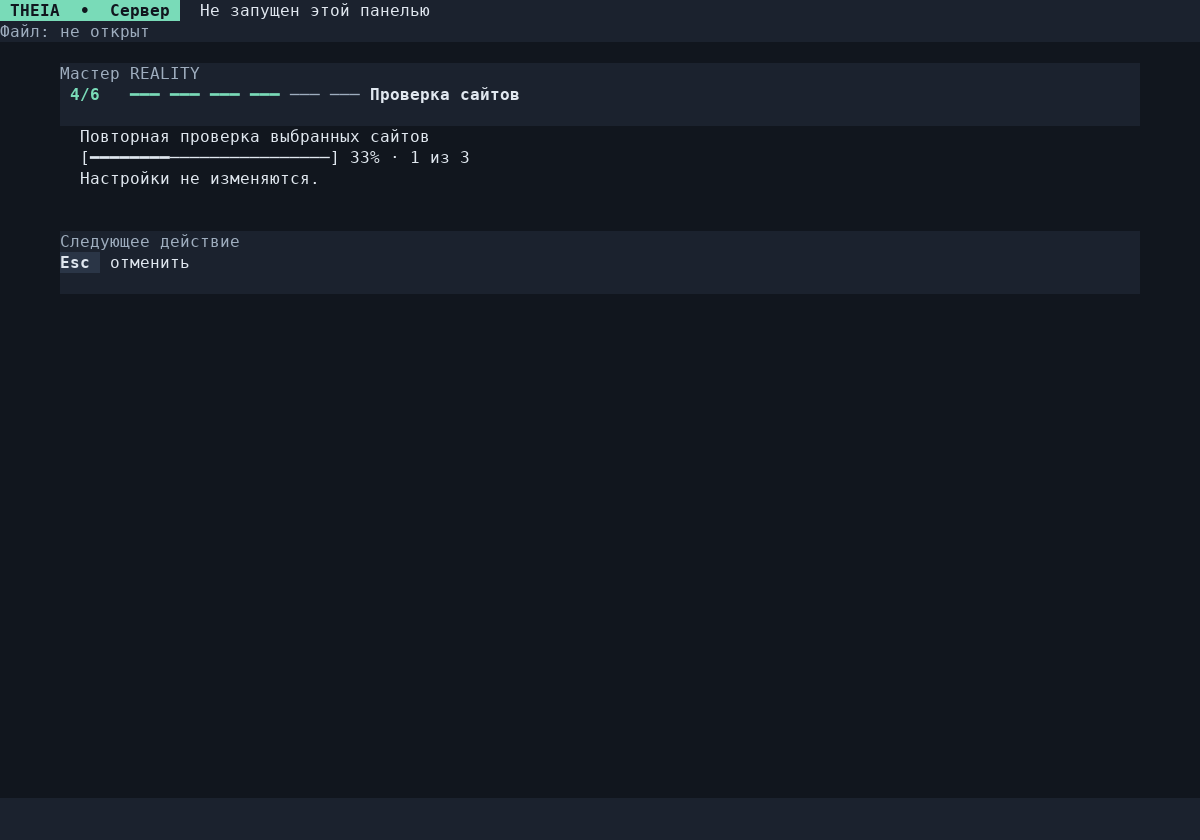 THEIA • Сервер Не запущен этой панелью
Файл: не открыт
Мастер REALITY
4/6 Проверка сайтов
Повторная проверка выбранных сайтов
[━━━━━━━━────────────────] 33% · 1 из 3
Настройки не изменяются.
Следующее действие
Esc отменить